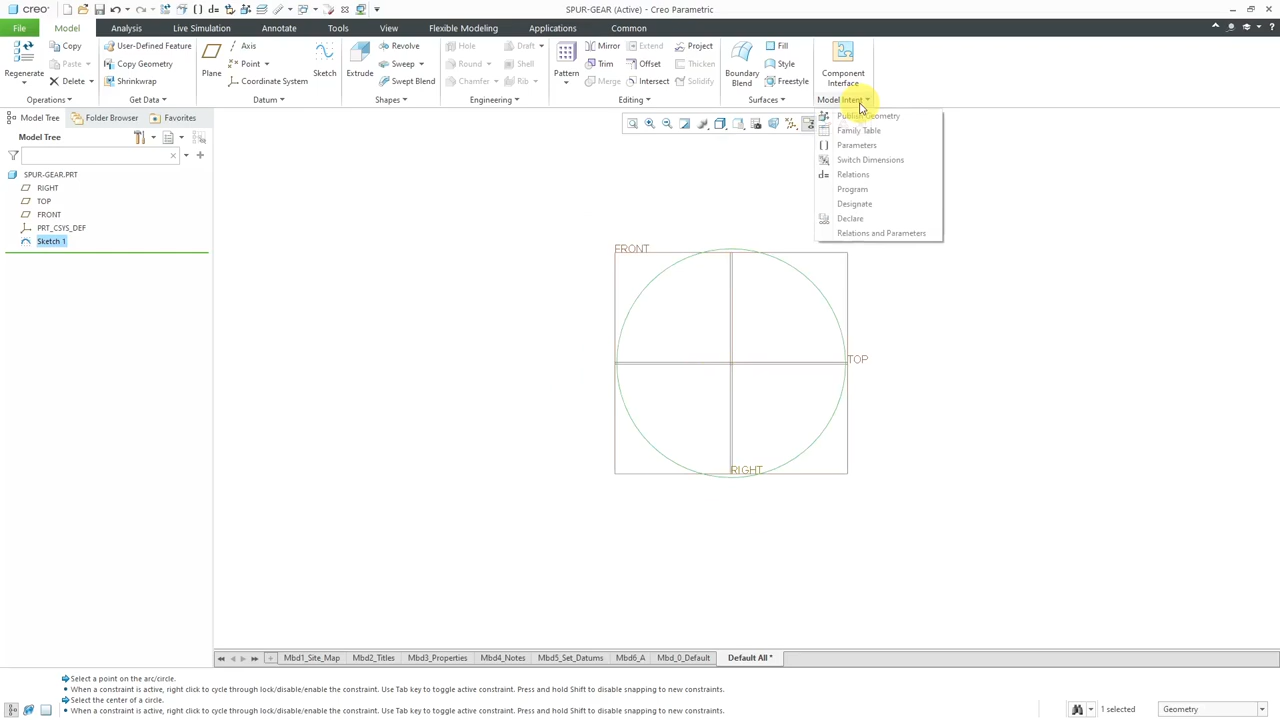 creo
SPUR-GEAR (Active) - Creo Parametric
File Model Analysis Live Simulation Annotate Tools View Flexible Modeling Applications Common
Regenerate
Copy
Paste
Delete
Operations
User-Defined Feature
Copy Geometry
Shrinkwrap
Get Data
Plane
Axis
Point
Coordinate System
Sketch
Datum
Extrude
Revolve
Sweep
Swept Blend
Shapes
Hole
Round
Chamfer
Draft
Shell
Rib
Engineering
Pattern
Mirror
Trim
Merge
Extend
Offset
Intersect
Project
Thicken
Solidify
Editing
Boundary
Blend
Fill
Style
Freestyle
Surfaces
Component
Interface
Model Intent
Publish Geometry
Family Table
Parameters
Switch Dimensions
Relations
Program
Designate
Declare
Relations and Parameters
Model Tree Folder Browser Favorites
Model Tree
SPUR-GEAR.PRT
RIGHT
TOP
FRONT
PRT_CSYS_DEF
Sketch 1
FRONT
TOP
RIGHT
Mbd1_Site_Map Mbd2_Titles Mbd3_Properties Mbd4_Notes Mbd5_Set_Datums Mbd6_A Mbd_0_Default Default All *
Select a point on the arc/circle.
• When a constraint is active, right click to cycle through lock/disable/enable the constraint. Use Tab key to toggle active constraint. Press and hold Shift to disable snapping to new constraints.
Select the center of a circle.
• When a constraint is active, right click to cycle through lock/disable/enable the constraint. Use Tab key to toggle active constraint. Press and hold Shift to disable snapping to new constraints.
1 selected
Geometry